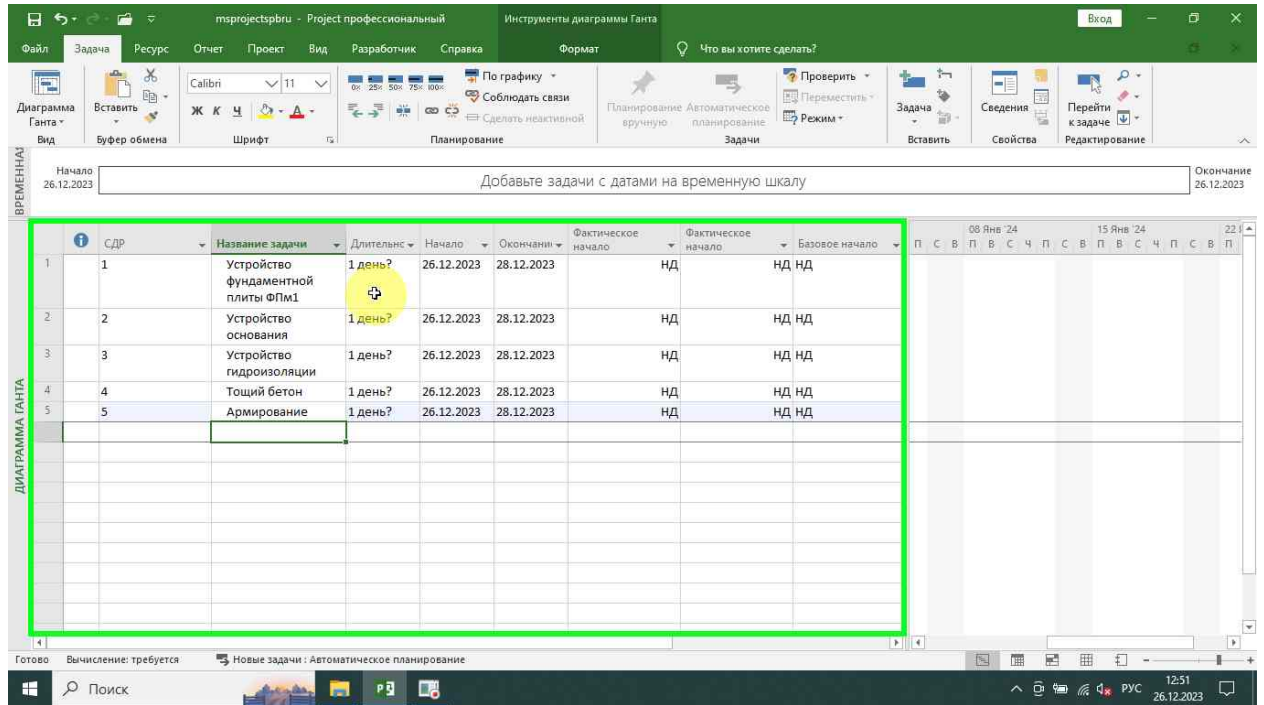 msprojectspbru - Project профессиональный
Инструменты диаграммы Ганта
Вход
Файл Задача Ресурс Отчет Проект Вид Разработчик Справка Формат Что вы хотите сделать?
Диаграмма Ганта
Вид
Вставить
Буфер обмена
Calibri 11
Ж К Ч А
Шрифт
0× 25× 50× 75× 100×
По графику
Соблюдать связи
Сделать неактивной
Планирование
Планирование вручную
Автоматическое планирование
Проверить
Переместить
Режим
Задачи
Задача
Вставить
Сведения
Свойства
Перейти к задаче
Редактирование
ВРЕМЕННАЯ
Начало
26.12.2023
Добавьте задачи с датами на временную шкалу
Окончание
26.12.2023
ДИАГРАММА ГАНТА
СДР Название задачи Длительнс Начало Окончани Фактическое начало Фактическое начало Базовое начало
08 Янв '24 15 Янв '24 22
П С В П В С Ч П С В П В С Ч П С В П
1 1 Устройство фундаментной плиты ФПм1 1 день? 26.12.2023 28.12.2023 НД НД НД
2 2 Устройство основания 1 день? 26.12.2023 28.12.2023 НД НД НД
3 3 Устройство гидроизоляции 1 день? 26.12.2023 28.12.2023 НД НД НД
4 4 Тощий бетон 1 день? 26.12.2023 28.12.2023 НД НД НД
5 5 Армирование 1 день? 26.12.2023 28.12.2023 НД НД НД
Готово Вычисление: требуется Новые задачи : Автоматическое планирование
Поиск
РУС
12:51
26.12.2023